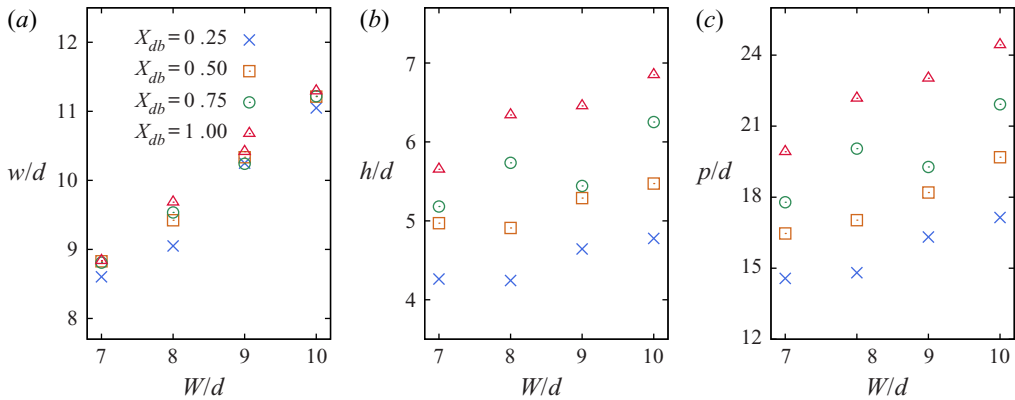 (a)
12
11
10
9
8
w/d
X_db = 0 .25
X_db = 0 .50
X_db = 0 .75
X_db = 1 .00
7 8 9 10
W/d
(b)
7
6
5
4
h/d
7 8 9 10
W/d
(c)
24
21
18
15
12
p/d
7 8 9 10
W/d